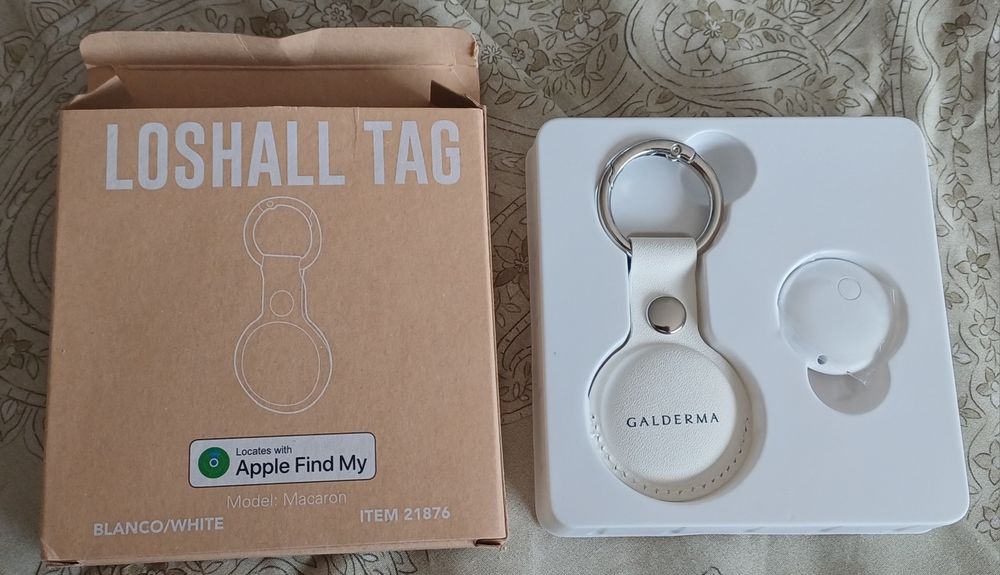 LOSHALL TAG
Locates with
Apple Find My
Model: Macaron
BLANCO/WHITE
ITEM 21876
GALDERMA